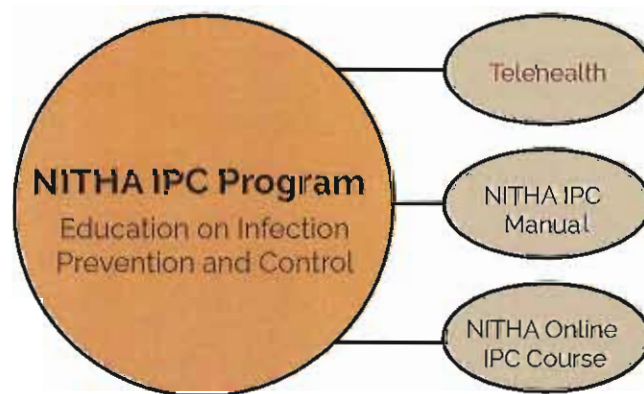 NITHA IPC Program
Education on Infection
Prevention and Control
Telehealth
NITHA IPC
Manual
NITHA Online
IPC Course